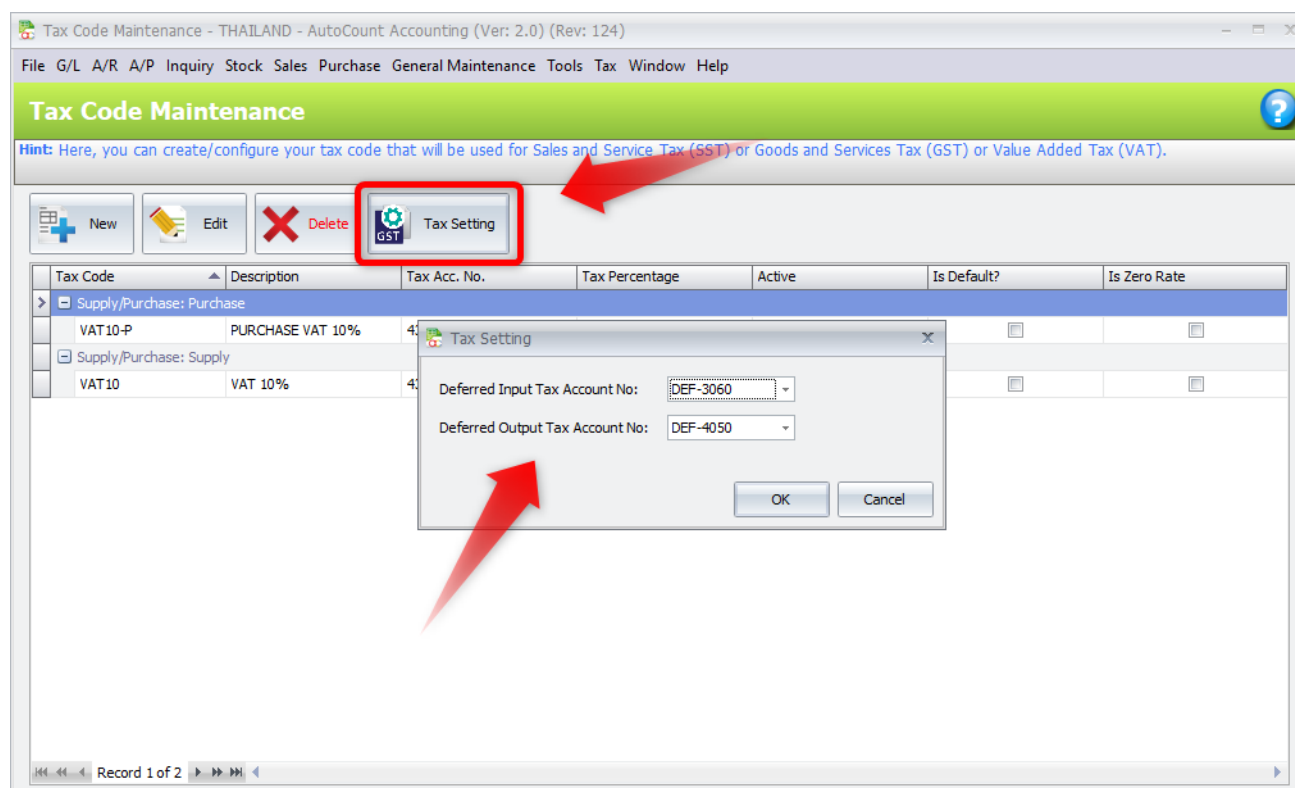 Tax Code Maintenance - THAILAND - AutoCount Accounting (Ver: 2.0) (Rev: 124)
File G/L A/R A/P Inquiry Stock Sales Purchase General Maintenance Tools Tax Window Help
Tax Code Maintenance
Hint: Here, you can create/configure your tax code that will be used for Sales and Service Tax (SST) or Goods and Services Tax (GST) or Value Added Tax (VAT).
New Edit Delete GST Tax Setting
Tax Code Description Tax Acc. No. Tax Percentage Active Is Default? Is Zero Rate
Supply/Purchase: Purchase
VAT10-P PURCHASE VAT 10%
Supply/Purchase: Supply
VAT10 VAT 10%
Tax Setting
Deferred Input Tax Account No: DEF-3060
Deferred Output Tax Account No: DEF-4050
OK Cancel
Record 1 of 2